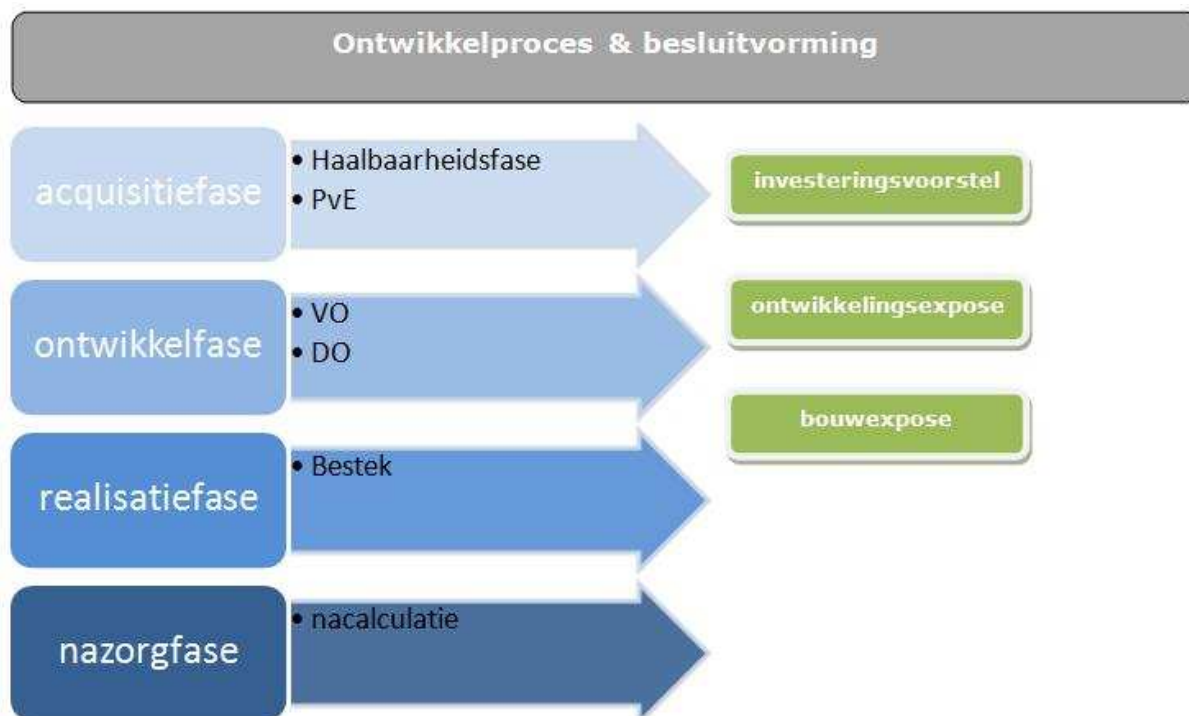 Ontwikkelproces & besluitvorming
acquisitiefase
• Haalbaarheidsfase
• PvE
investeringsvoorstel
ontwikkelfase
• VO
• DO
ontwikkelingsexpose
bouwexpose
realisatiefase
• Bestek
nazorgfase
• nacalculatie